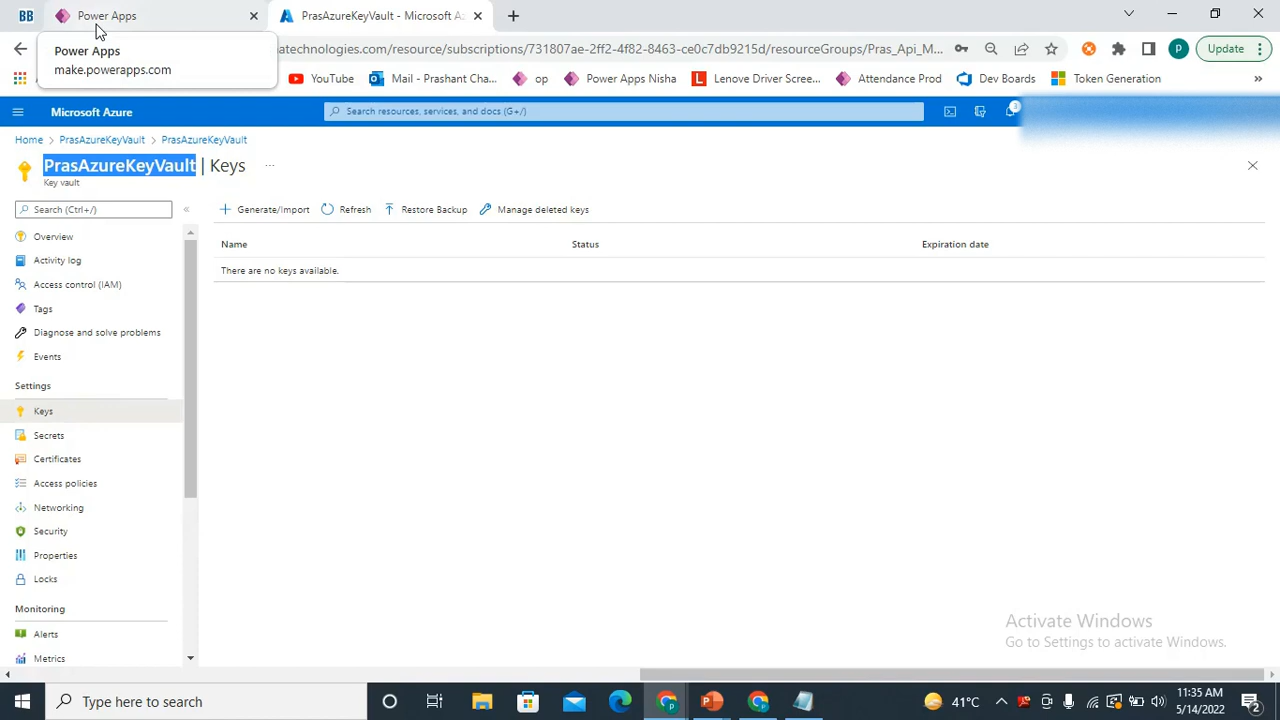 BB
Power Apps
PrasAzureKeyVault - Microsoft Az
Power Apps
make.powerapps.com
atechnologies.com/resource/subscriptions/731807ae-2ff2-4f82-8463-ce0c7db9215d/resourceGroups/Pras_Api_M...
P
Update
YouTube
Mail - Prashant Cha...
op
Power Apps Nisha
Lenove Driver Scree...
Attendance Prod
Dev Boards
Token Generation
»
Microsoft Azure
Search resources, services, and docs (G+/)
3
Home > PrasAzureKeyVault > PrasAzureKeyVault
PrasAzureKeyVault | Keys ...
Key vault
Search (Ctrl+/)
«
Generate/Import
Refresh
Restore Backup
Manage deleted keys
Name
Status
Expiration date
There are no keys available.
Overview
Activity log
Access control (IAM)
Tags
Diagnose and solve problems
Events
Settings
Keys
Secrets
Certificates
Access policies
Networking
Security
Properties
Locks
Monitoring
Alerts
Metrics
Activate Windows
Go to Settings to activate Windows.
Type here to search
41°C
11:35 AM
5/14/2022
2